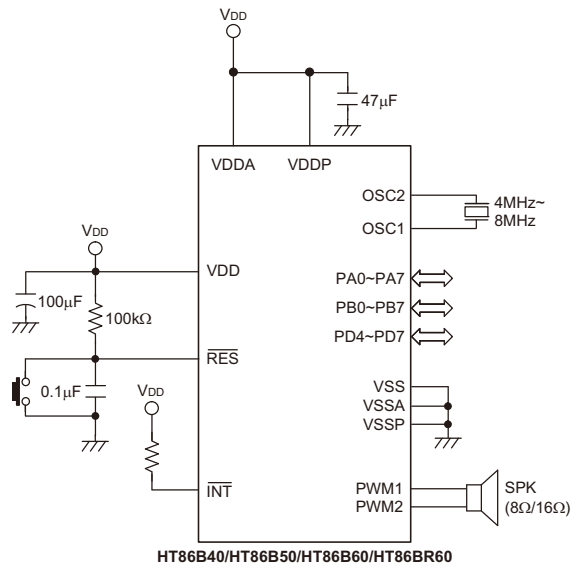 VDD
47μF
VDDA
VDDP
OSC2
4MHz~
8MHz
OSC1
VDD
VDD
PA0~PA7
100μF
100kΩ
PB0~PB7
PD4~PD7
RES
0.1μF
VDD
VSS
VSSA
VSSP
INT
PWM1
PWM2
SPK
(8Ω/16Ω)
HT86B40/HT86B50/HT86B60/HT86BR60